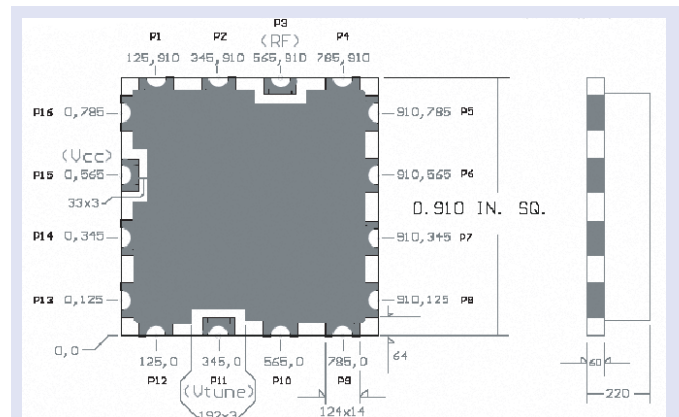 P3
P1 P2 (RF) P4
125,910 345,910 565,910 785,910
P16 0,785 910,785 P5
(Vcc)
P15 0,565 910,565 P6
33x3
0.910 IN. SQ.
P14 0,345 910,345 P7
P13 0,125 910,125 P8
0,0
64
125,0 345,0 565,0 785,0
60
P12 P11 P10 P9
(Vtune)
220
192x3 124x14